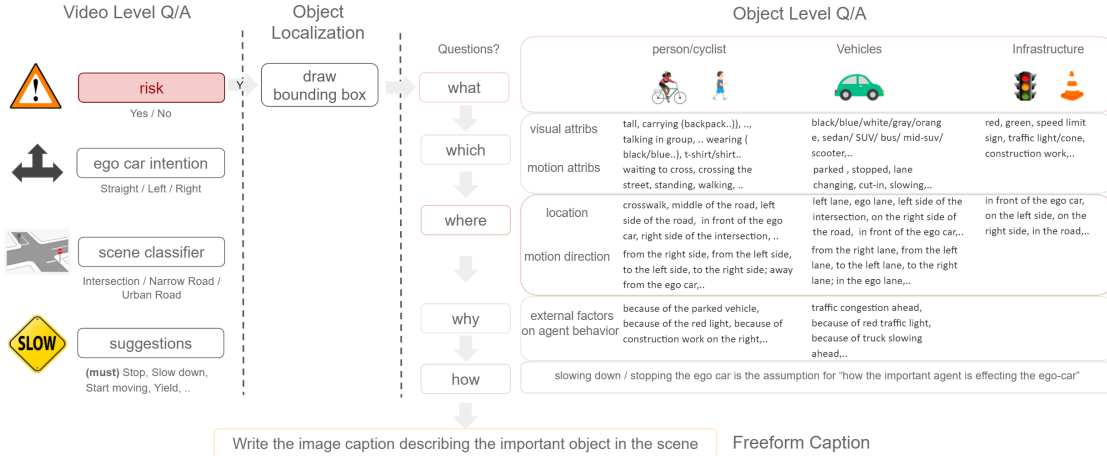 Video Level Q/A
Object
Localization
Object Level Q/A
Questions?
person/cyclist
Vehicles
Infrastructure
risk
Y
Yes / No
draw
bounding box
what
ego car intention
Straight / Left / Right
which
visual attribs
motion attribs
tall, carrying (backpack..)), ..,
talking in group, .. wearing (
black/blue..), t-shirt/shirt..
waiting to cross, crossing the
street, standing, walking, ..
black/blue/white/gray/orang
e, sedan/ SUV/ bus/ mid-suv/
scooter,..
parked , stopped, lane
changing, cut-in, slowing,..
red, green, speed limit
sign, traffic light/cone,
construction work,..
scene classifier
Intersection / Narrow Road /
Urban Road
where
location
motion direction
crosswalk, middle of the road, left
side of the road, in front of the ego
car, right side of the intersection, ..
from the right side, from the left side,
to the left side, to the right side; away
from the ego car,..
left lane, ego lane, left side of the
intersection, on the right side of
the road, in front of the ego car,..
from the right lane, from the left
lane, to the left lane, to the right
lane; in the ego lane,..
in front of the ego car,
on the left side, on the
right side, in the road,..
SLOW
suggestions
(must) Stop, Slow down,
Start moving, Yield, ..
why
external factors
on agent behavior
because of the parked vehicle,
because of the red light, because of
construction work on the right,..
traffic congestion ahead,
because of red traffic light,
because of truck slowing
ahead,..
how
slowing down / stopping the ego car is the assumption for “how the important agent is effecting the ego-car”
Write the image caption describing the important object in the scene
Freeform Caption